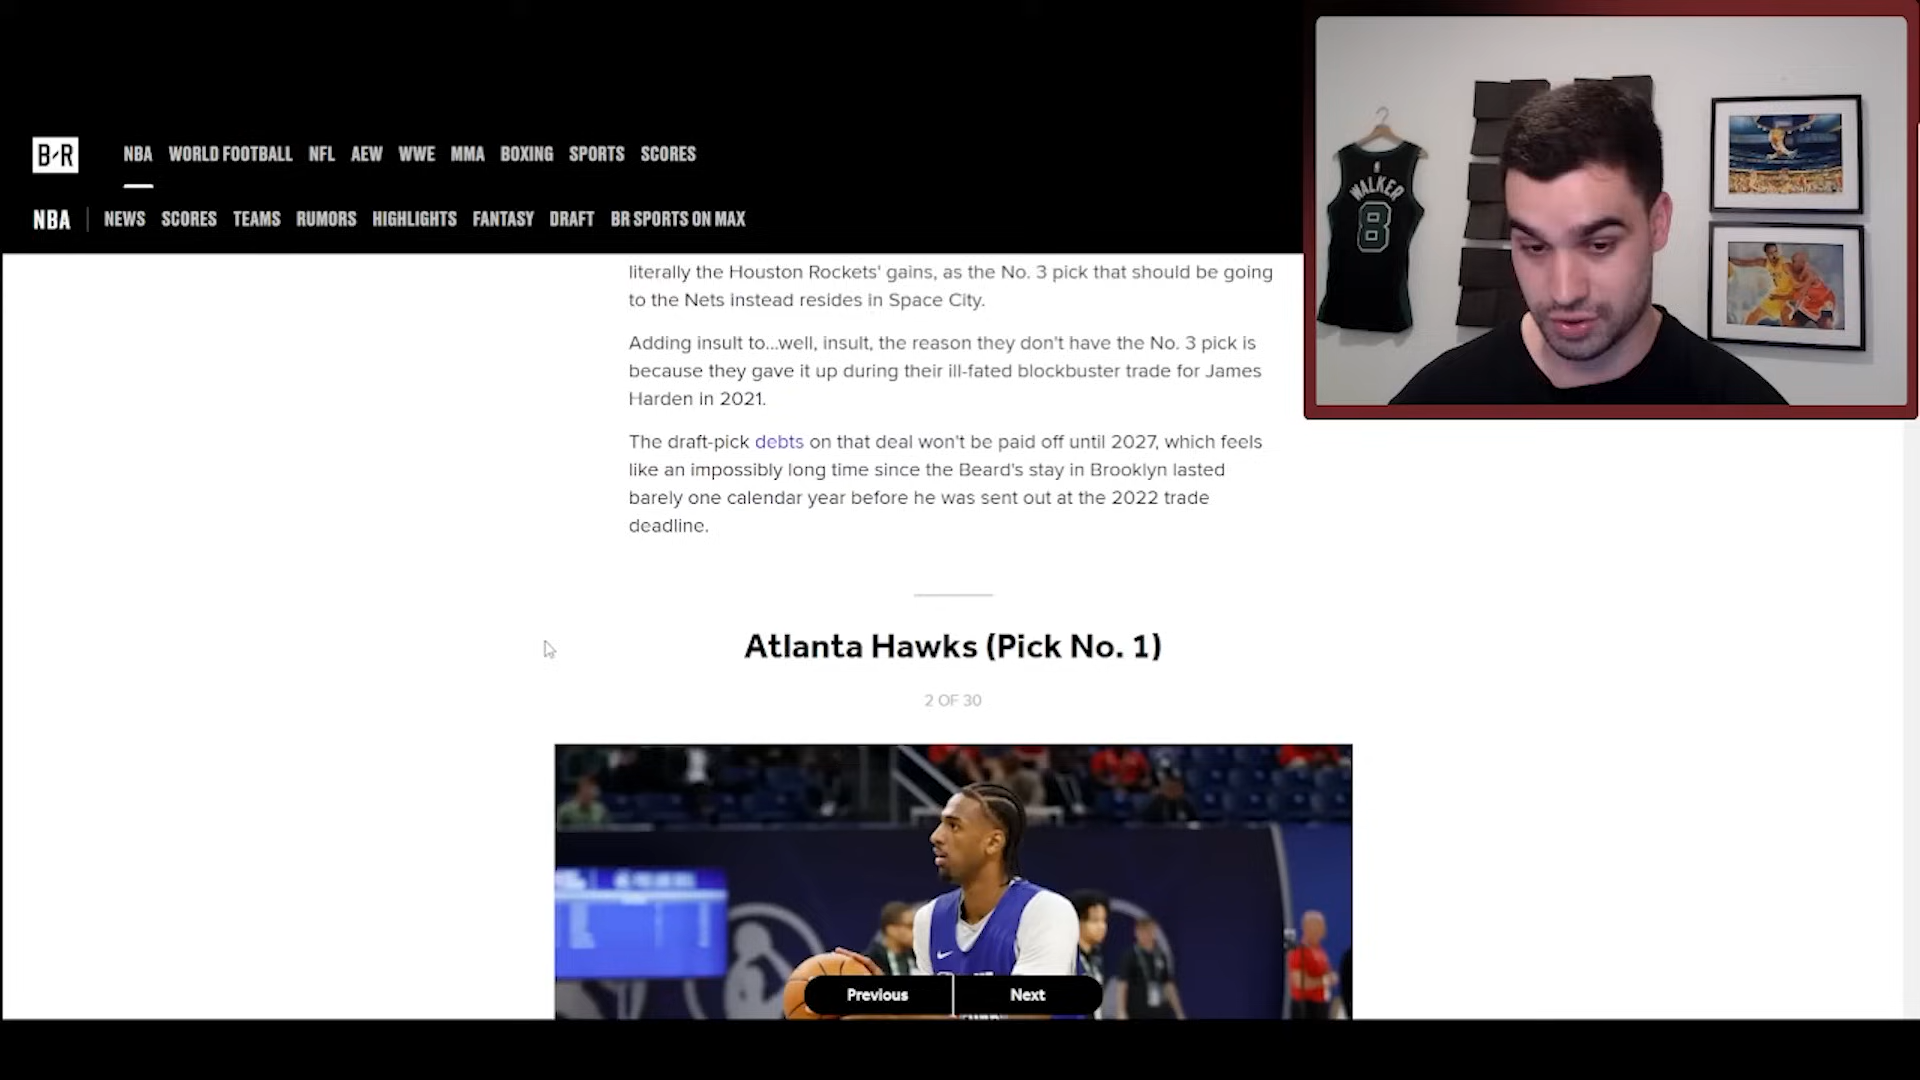 B/R
NBA WORLD FOOTBALL NFL AEW WWE MMA BOXING SPORTS SCORES
NBA NEWS SCORES TEAMS RUMORS HIGHLIGHTS FANTASY DRAFT BR SPORTS ON MAX
WALKER
8
literally the Houston Rockets' gains, as the No. 3 pick that should be going
to the Nets instead resides in Space City.
Adding insult to...well, insult, the reason they don't have the No. 3 pick is
because they gave it up during their ill-fated blockbuster trade for James
Harden in 2021.
The draft-pick debts on that deal won't be paid off until 2027, which feels
like an impossibly long time since the Beard's stay in Brooklyn lasted
barely one calendar year before he was sent out at the 2022 trade
deadline.
Atlanta Hawks (Pick No. 1)
2 OF 30
Previous
Next